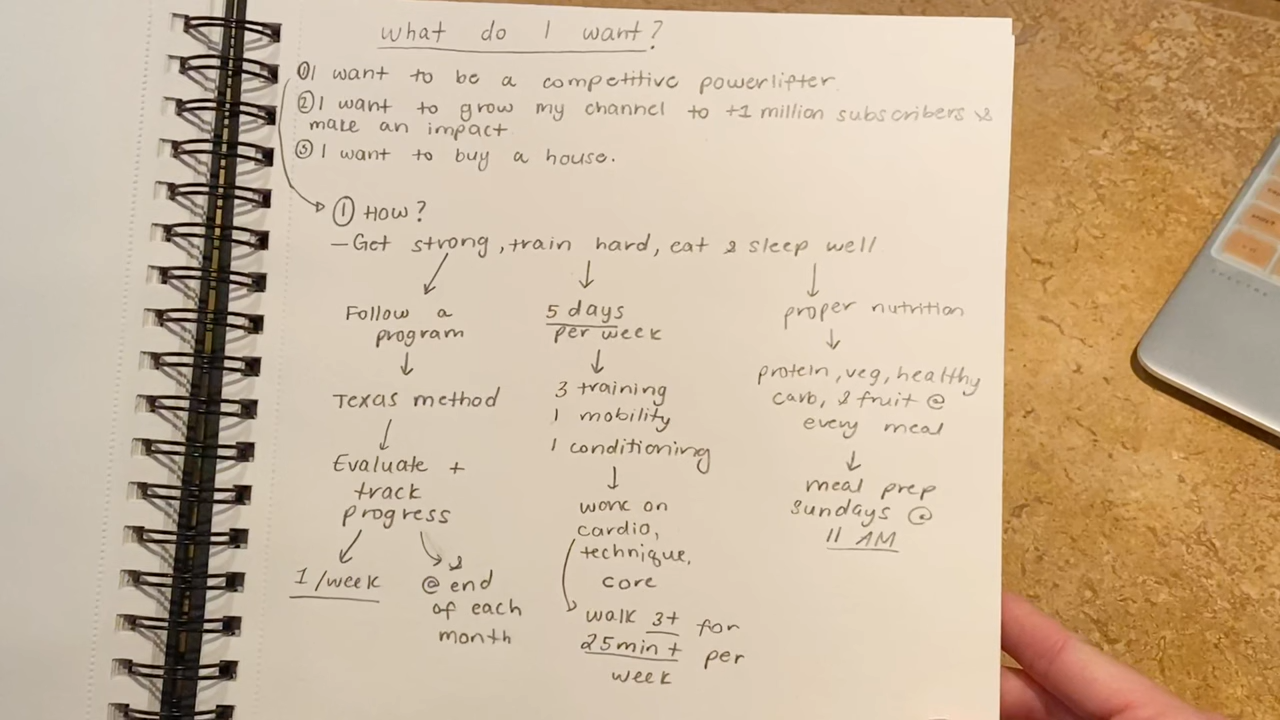 what do I want?
① I want to be a competitive powerlifter.
② I want to grow my channel to +1 million subscribers &
make an impact.
③ I want to buy a house.
① How?
— Get strong, train hard, eat & sleep well
Follow a
program
Texas method
Evaluate +
track
progress
1/week
&
@ end
of each
month
5 days
per week
3 training
1 mobility
1 conditioning
work on
cardio,
technique,
core
walk 3+ for
25min + per
week
proper nutrition
protein, veg, healthy
carb, & fruit @
every meal
meal prep
Sundays @
11 AM